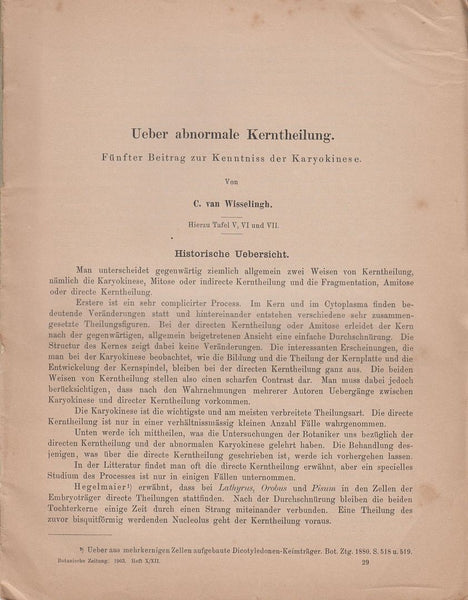 Ueber abnormale Kerntheilung.
Fünfter Beitrag zur Kenntniss der Karyokinese.
Von
C. van Wisselingh.
Hierzu Tafel V, VI und VII.
Historische Uebersicht.
Man unterscheidet gegenwärtig ziemlich allgemein zwei Weisen von Kerntheilung,
nämlich die Karyokinese, Mitose oder indirecte Kerntheilung und die Fragmentation, Amitose
oder directe Kerntheilung.
Erstere ist ein sehr complicirter Process. Im Kern und im Cytoplasma finden be-
deutende Veränderungen statt und hintereinander entstehen verschiedene sehr zusammen-
gesetzte Theilungsfiguren. Bei der directen Kerntheilung oder Amitose erleidet der Kern
nach der gegenwärtigen, allgemein beigetretenen Ansicht eine einfache Durchschnürung. Die
Structur des Kernes zeigt dabei keine Veränderungen. Die interessanten Erscheinungen, die
man bei der Karyokinese beobachtet, wie die Bildung und die Theilung der Kernplatte und die
Entwickelung der Kernspindel, bleiben bei der directen Kerntheilung ganz aus. Die beiden
Weisen von Kerntheilung stellen also einen scharfen Contrast dar. Man muss dabei jedoch
berücksichtigen, dass nach den Wahrnehmungen mehrerer Autoren Uebergänge zwischen
Karyokinese und directer Kerntheilung vorkommen.
Die Karyokinese ist die wichtigste und am meisten verbreitete Theilungsart. Die directe
Kerntheilung ist nur in einer verhältnissmässig kleinen Anzahl Fälle wahrgenommen.
Unten werde ich mittheilen, was die Untersuchungen der Botaniker uns bezüglich der
directen Kerntheilung und der abnormalen Karyokinese gelehrt haben. Die Behandlung des-
jenigen, was über die directe Kerntheilung geschrieben ist, werde ich vorhergehen lassen.
In der Litteratur findet man oft die directe Kerntheilung erwähnt, aber ein specielles
Studium des Processes ist nur in einigen Fällen unternommen.
Hegelmaier¹) erwähnt, dass bei Lathyrus, Orobus und Pisum in den Zellen der
Embryoträger directe Theilungen stattfinden. Nach der Durchschnürung bleiben die beiden
Tochterkerne einige Zeit durch einen Strang miteinander verbunden. Eine Theilung des
zuvor bisquitförmig werdenden Nucleolus geht der Kerntheilung voraus.
¹) Ueber aus mehrkernigen Zellen aufgebaute Dicotyledonen-Keimträger. Bot. Ztg. 1880. S. 518 u. 519.
Botanische Zeitung. 1903. Heft X/XII. 29